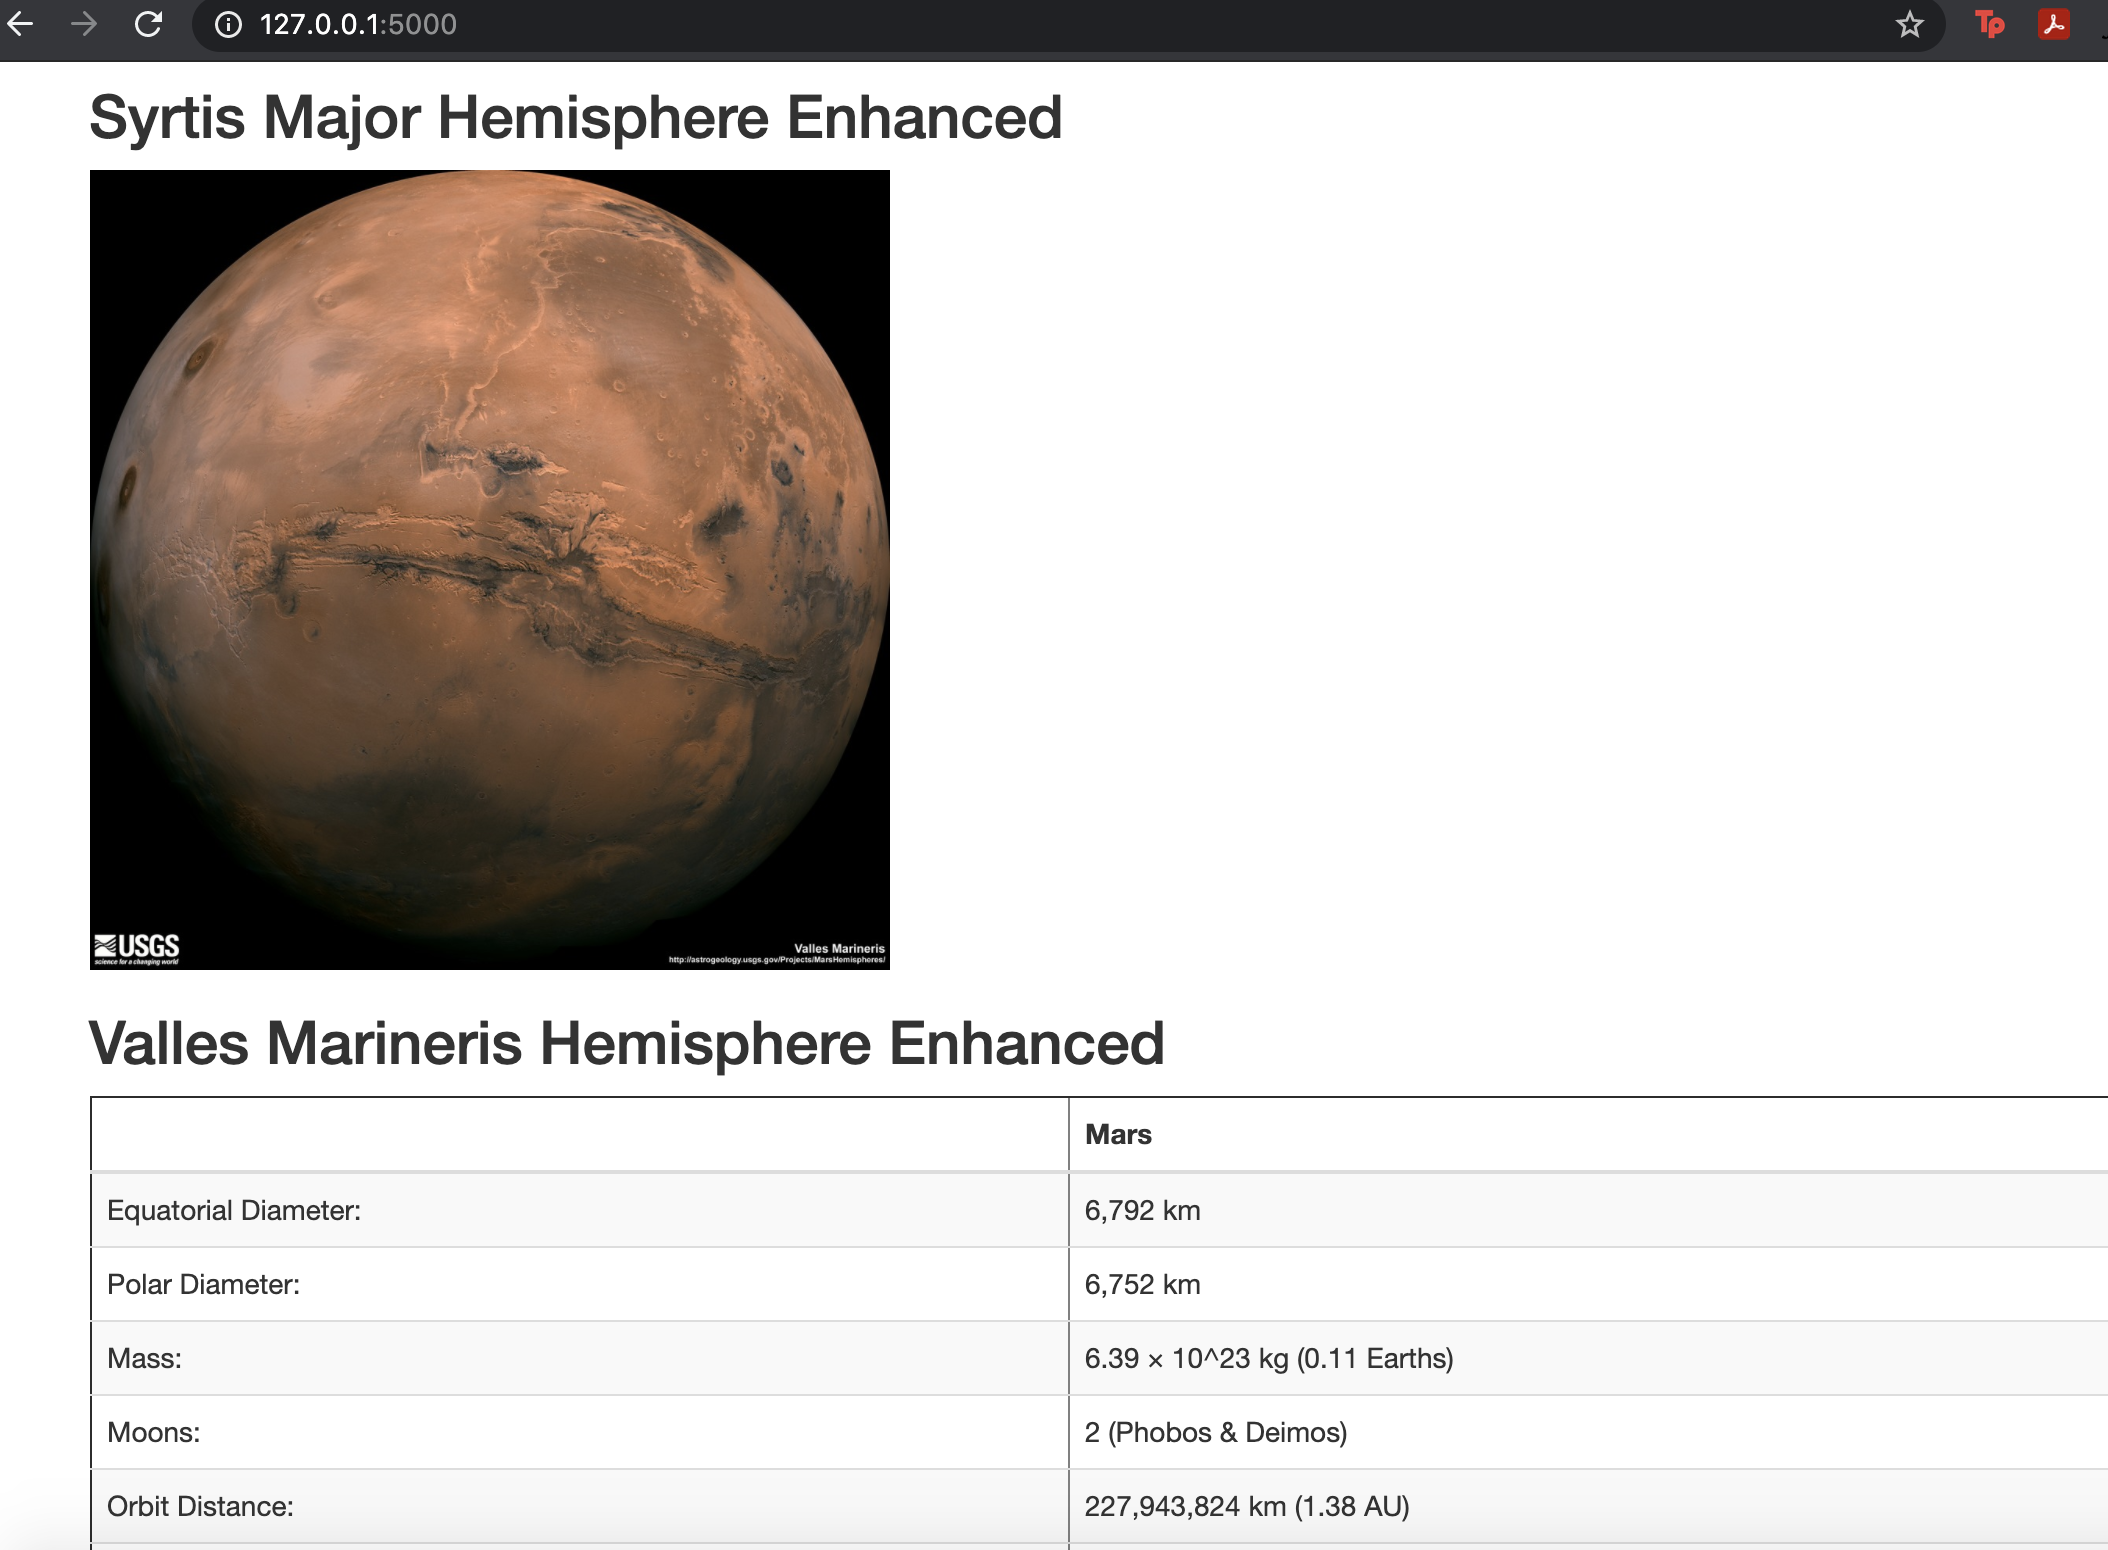 127.0.0.1:5000
Tp
Syrtis Major Hemisphere Enhanced
USGS
science for a changing world
Valles Marineris
http://astrogeology.usgs.gov/Projects/MarsHemispheres/
Valles Marineris Hemisphere Enhanced
Mars
Equatorial Diameter: 6,792 km
Polar Diameter: 6,752 km
Mass: 6.39 × 10^23 kg (0.11 Earths)
Moons: 2 (Phobos & Deimos)
Orbit Distance: 227,943,824 km (1.38 AU)